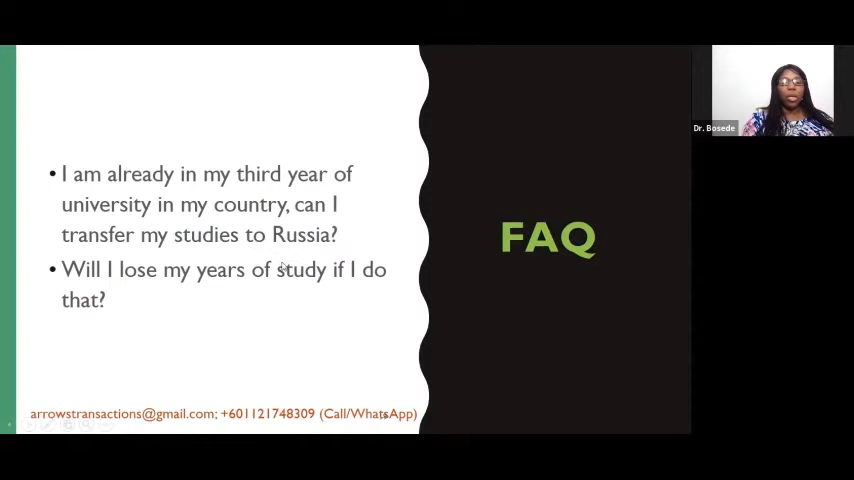 • I am already in my third year of
university in my country, can I
transfer my studies to Russia?
• Will I lose my years of study if I do
that?
FAQ
arrowstransactions@gmail.com; +601121748309 (Call/WhatsApp)
Dr. Bosede